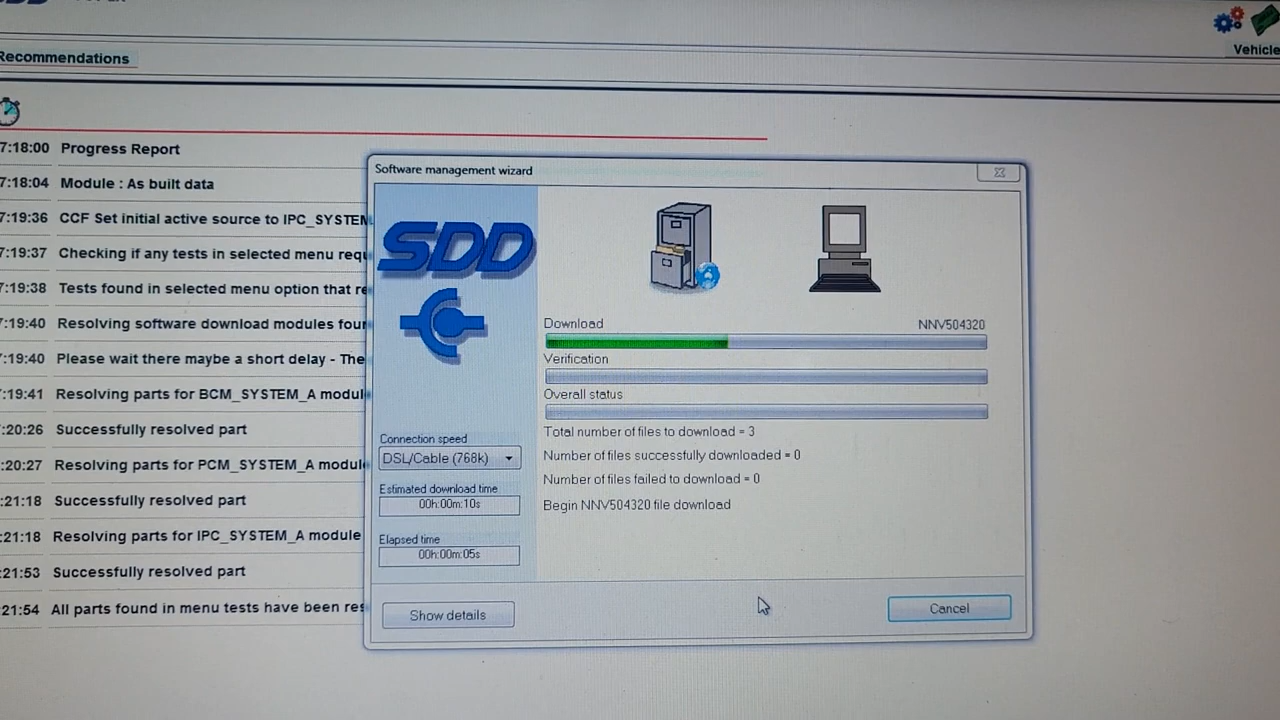 SDD
Vehicle
Recommendations
7:18:00 Progress Report
7:18:04 Module : As built data
7:19:36 CCF Set initial active source to IPC_SYSTEM
7:19:37 Checking if any tests in selected menu requ
7:19:38 Tests found in selected menu option that re
:19:40 Resolving software download modules four
:19:40 Please wait there maybe a short delay - The
:19:41 Resolving parts for BCM_SYSTEM_A modul
:20:26 Successfully resolved part
:20:27 Resolving parts for PCM_SYSTEM_A module
:21:18 Successfully resolved part
:21:18 Resolving parts for IPC_SYSTEM_A module
:21:53 Successfully resolved part
21:54 All parts found in menu tests have been res
Software management wizard
SDD
Download NNV504320
Verification
Overall status
Total number of files to download = 3
Number of files successfully downloaded = 0
Number of files failed to download = 0
Begin NNV504320 file download
Connection speed
DSL/Cable (768k)
Estimated download time
00h:00m:10s
Elapsed time
00h:00m:05s
Show details
Cancel